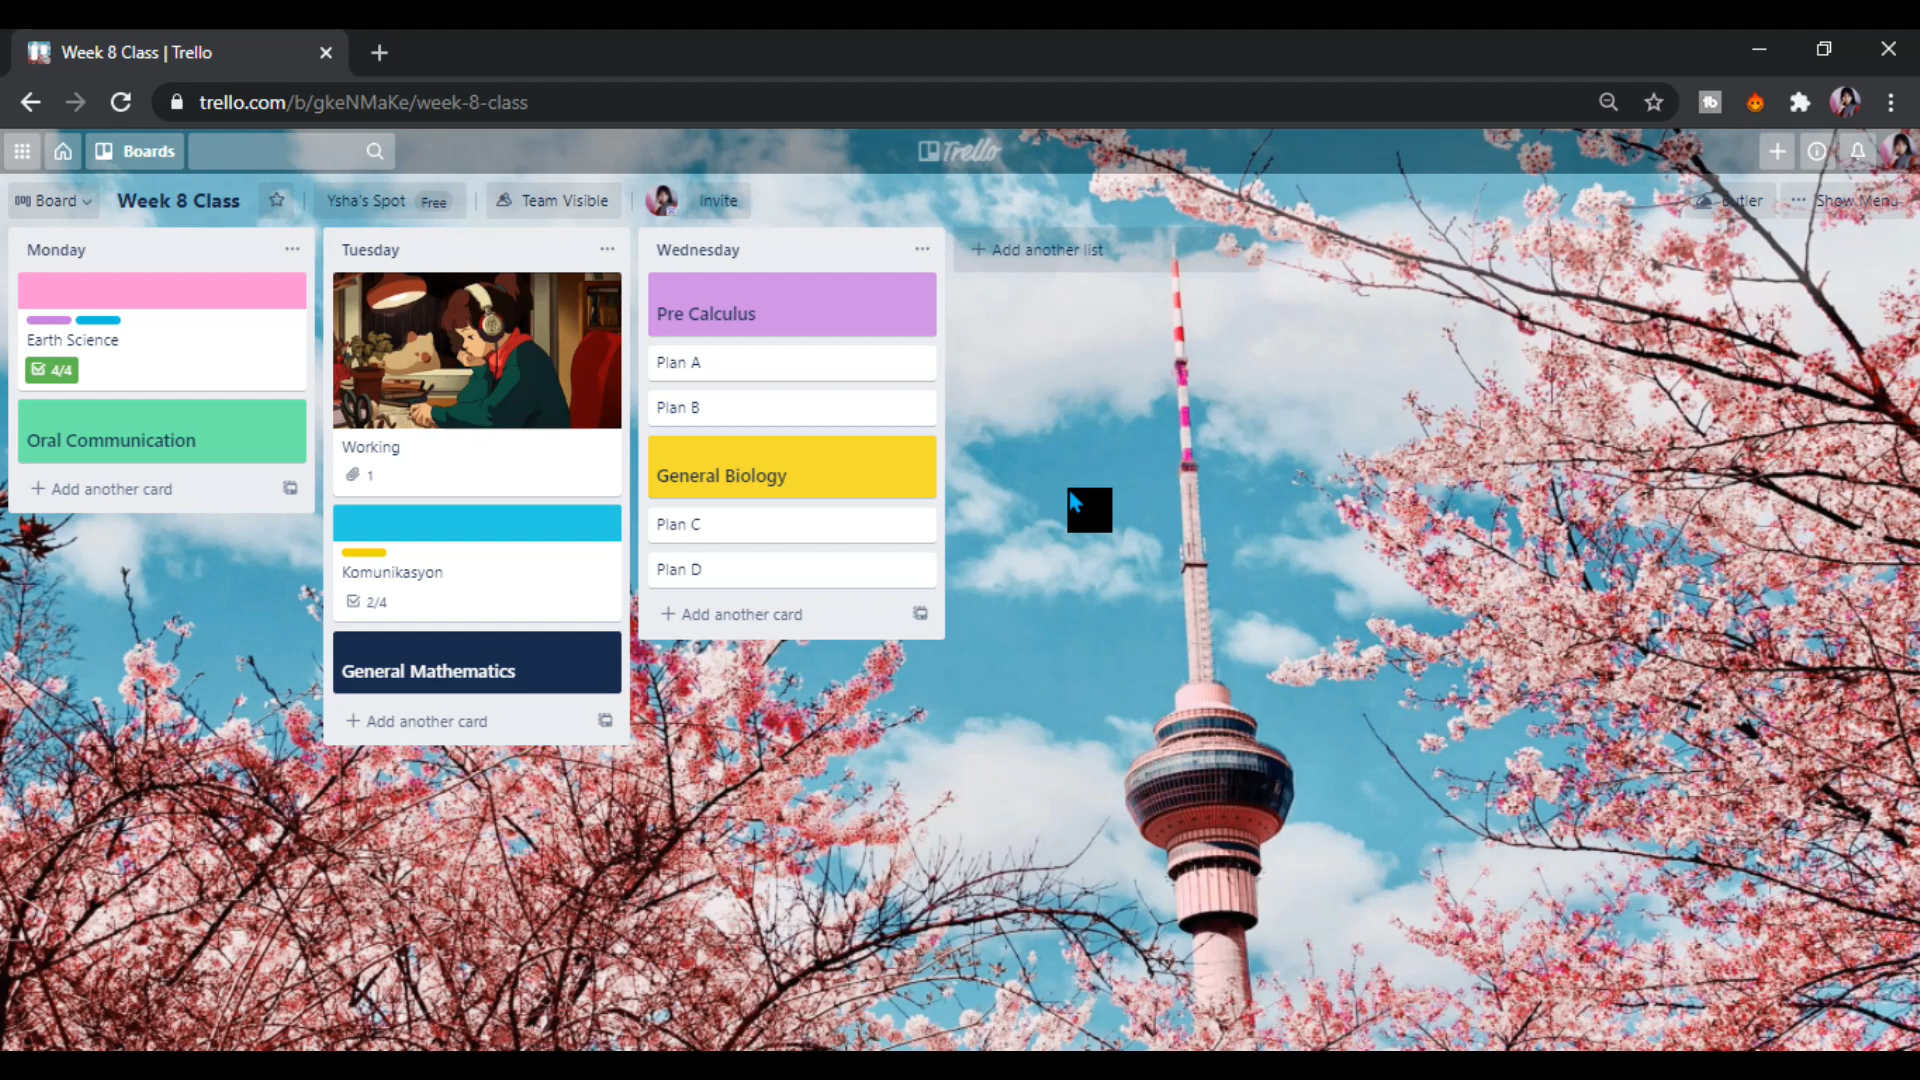 Week 8 Class | Trello
trello.com/b/gkeNMaKe/week-8-class
Boards
Trello
Board
Week 8 Class
Ysha's Spot Free
Team Visible
Invite
Butler
Show Menu
Monday
Earth Science
4/4
Oral Communication
+ Add another card
Tuesday
Working
1
Komunikasyon
2/4
General Mathematics
+ Add another card
Wednesday
Pre Calculus
Plan A
Plan B
General Biology
Plan C
Plan D
+ Add another card
+ Add another list